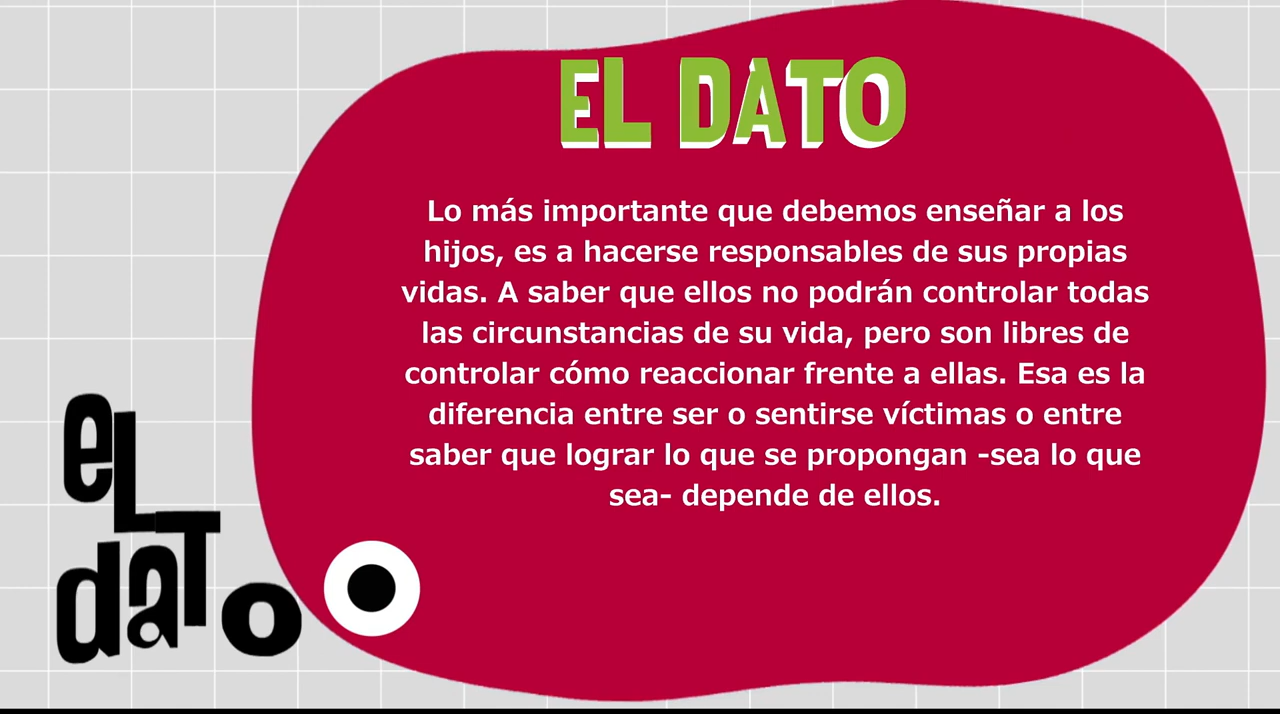 EL DATO
Lo más importante que debemos enseñar a los
hijos, es a hacerse responsables de sus propias
vidas. A saber que ellos no podrán controlar todas
las circunstancias de su vida, pero son libres de
controlar cómo reaccionar frente a ellas. Esa es la
diferencia entre ser o sentirse víctimas o entre
saber que lograr lo que se propongan -sea lo que
sea- depende de ellos.
eL
daTo